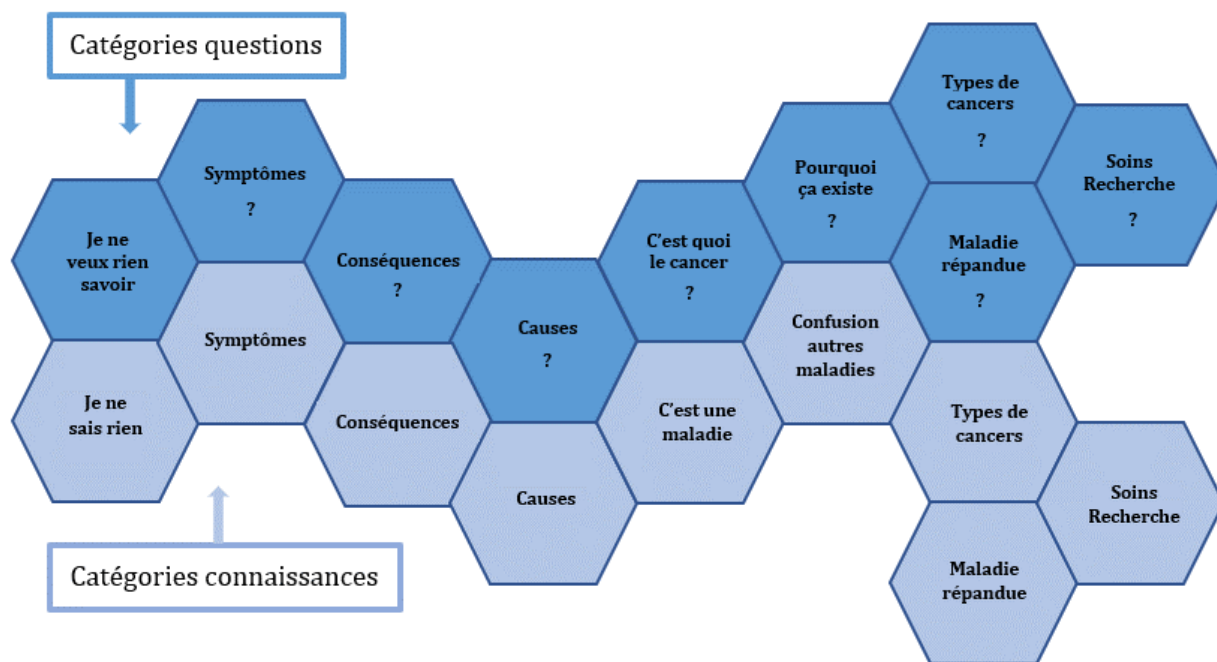 Catégories questions
Types de
cancers
?
Symptômes
?
Pourquoi
ça existe
?
Soins
Recherche
?
Je ne
veux rien
savoir
Conséquences
?
C'est quoi
le cancer
?
Maladie
répandue
?
Causes
?
Symptômes
Confusion
autres
maladies
Je ne
sais rien
Conséquences
C'est une
maladie
Types de
cancers
Causes
Soins
Recherche
Catégories connaissances
Maladie
répandue